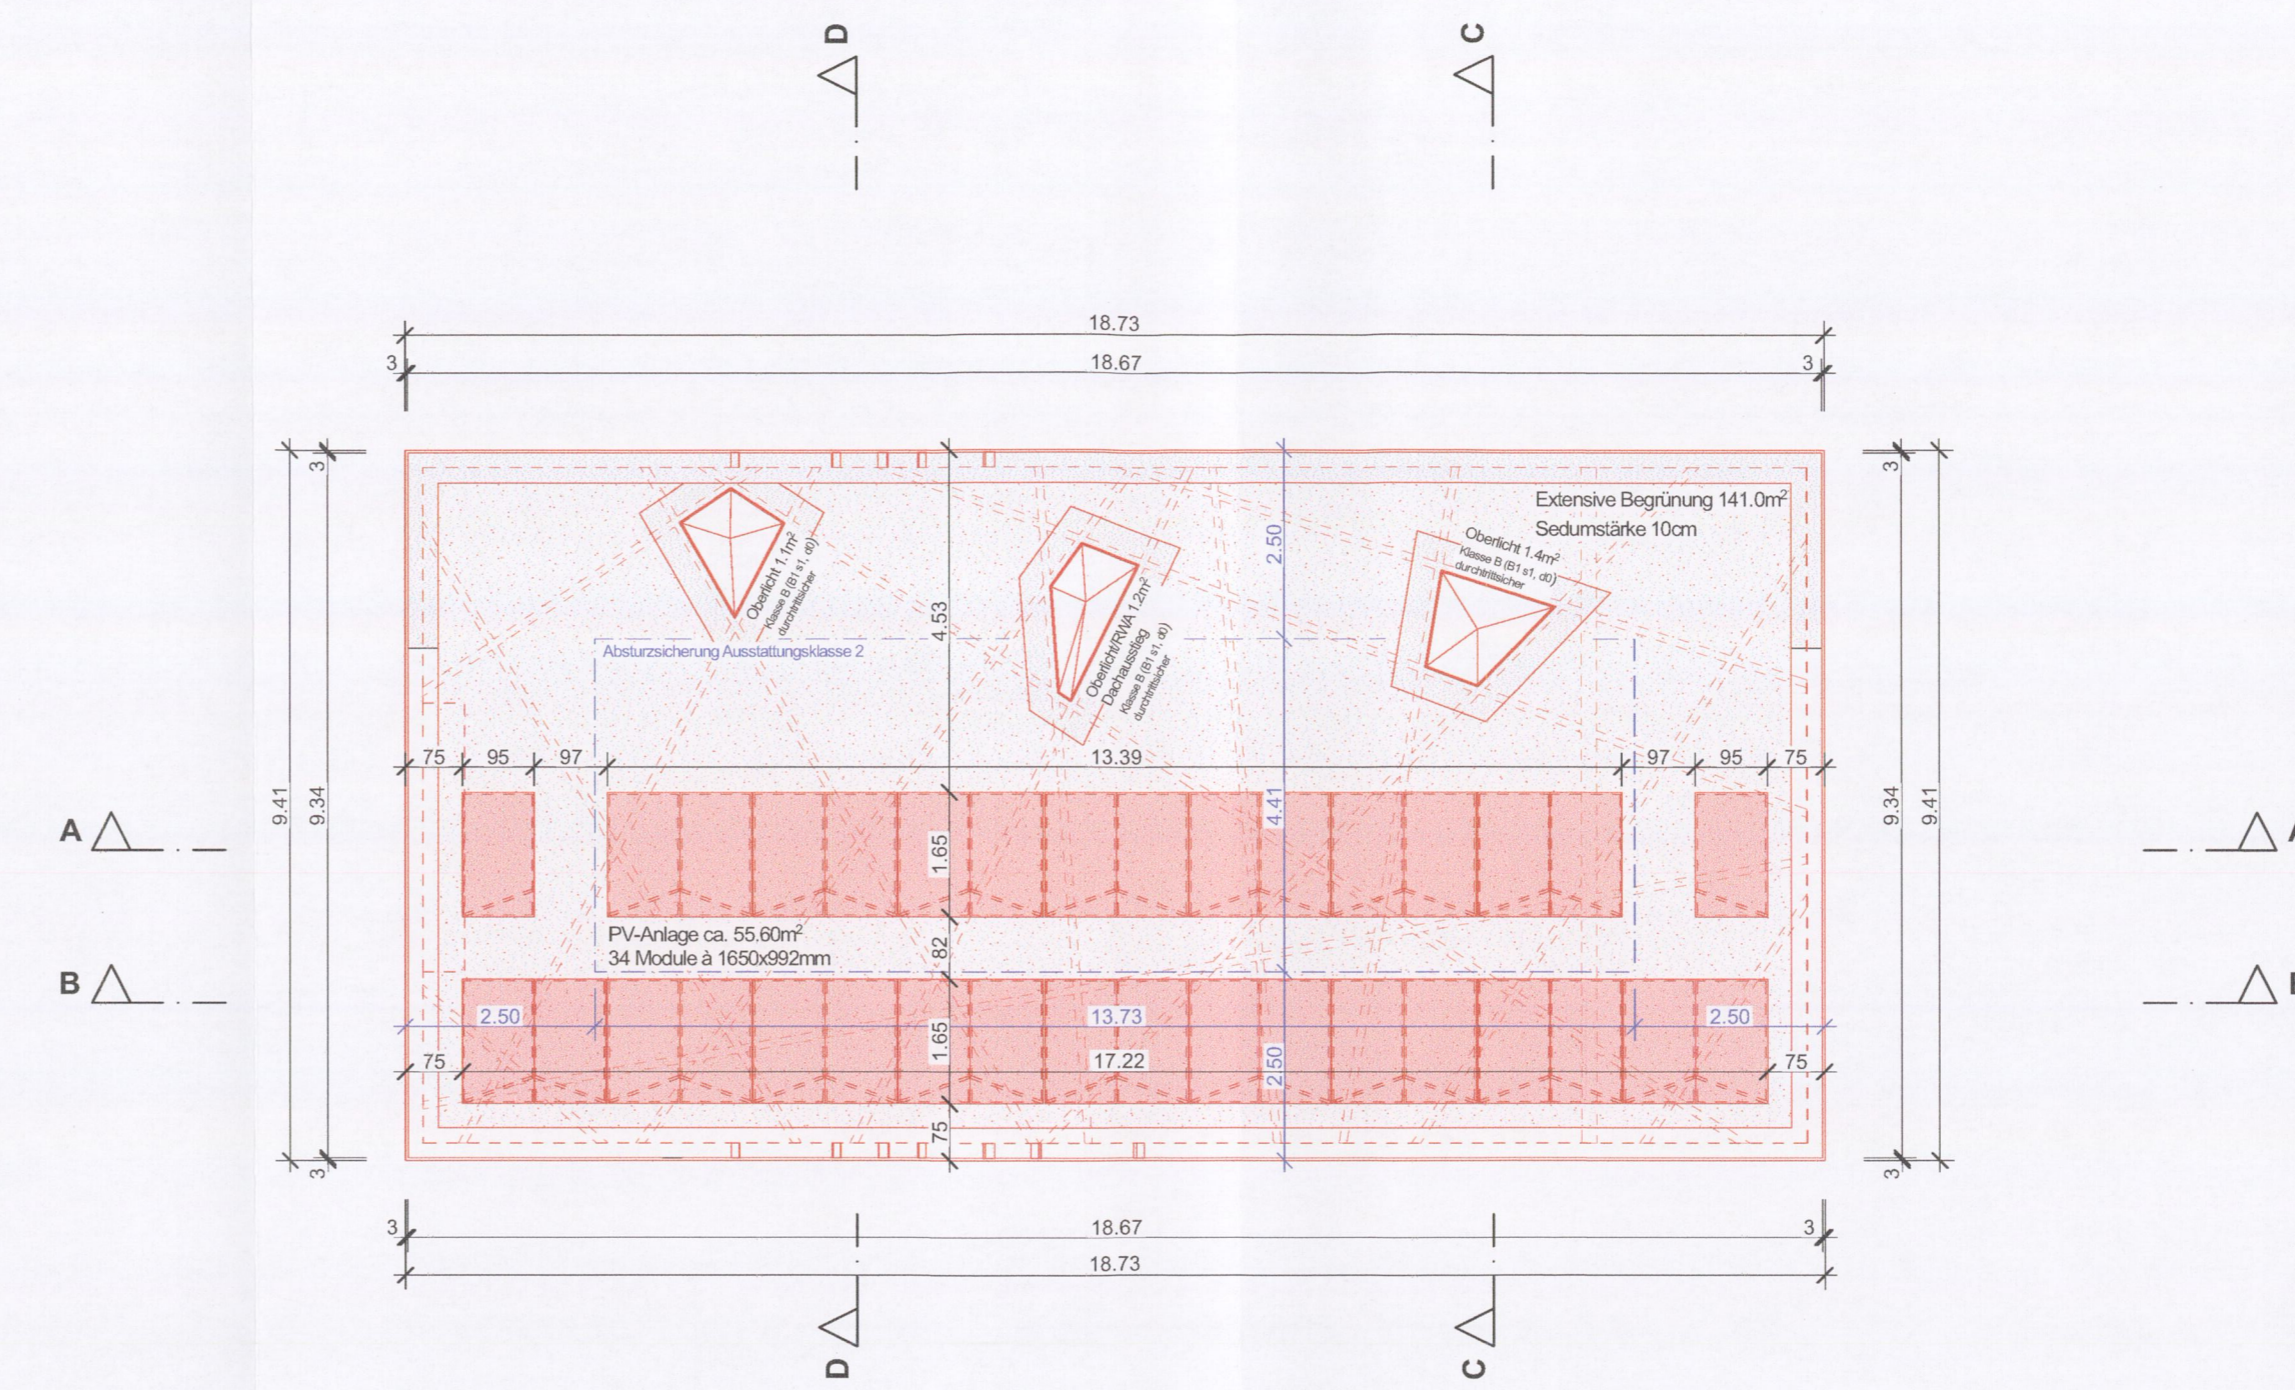 D
C
18.73
3
18.67
3
3
3
Extensive Begrünung 141.0m²
Sedumstärke 10cm
Oberlicht 1.1m²
Klasse B (B1 s1, d0)
durchtrittsicher
2.50
Oberlicht 1.4m²
Klasse B (B1 s1, d0)
durchtrittsicher
4.53
Oberlicht/RWA 1.2m²
Dachausstieg
Klasse B (B1 s1, d0)
durchtrittsicher
Absturzsicherung Ausstattungsklasse 2
75
95
97
13.39
97
95
75
9.41
9.34
4.41
9.34
9.41
A
1.65
A
PV-Anlage ca. 55.60m²
34 Module à 1650x992mm
82
B
2.50
13.73
2.50
75
1.65
17.22
2.50
75
75
3
3
3
18.67
3
18.73
D
C